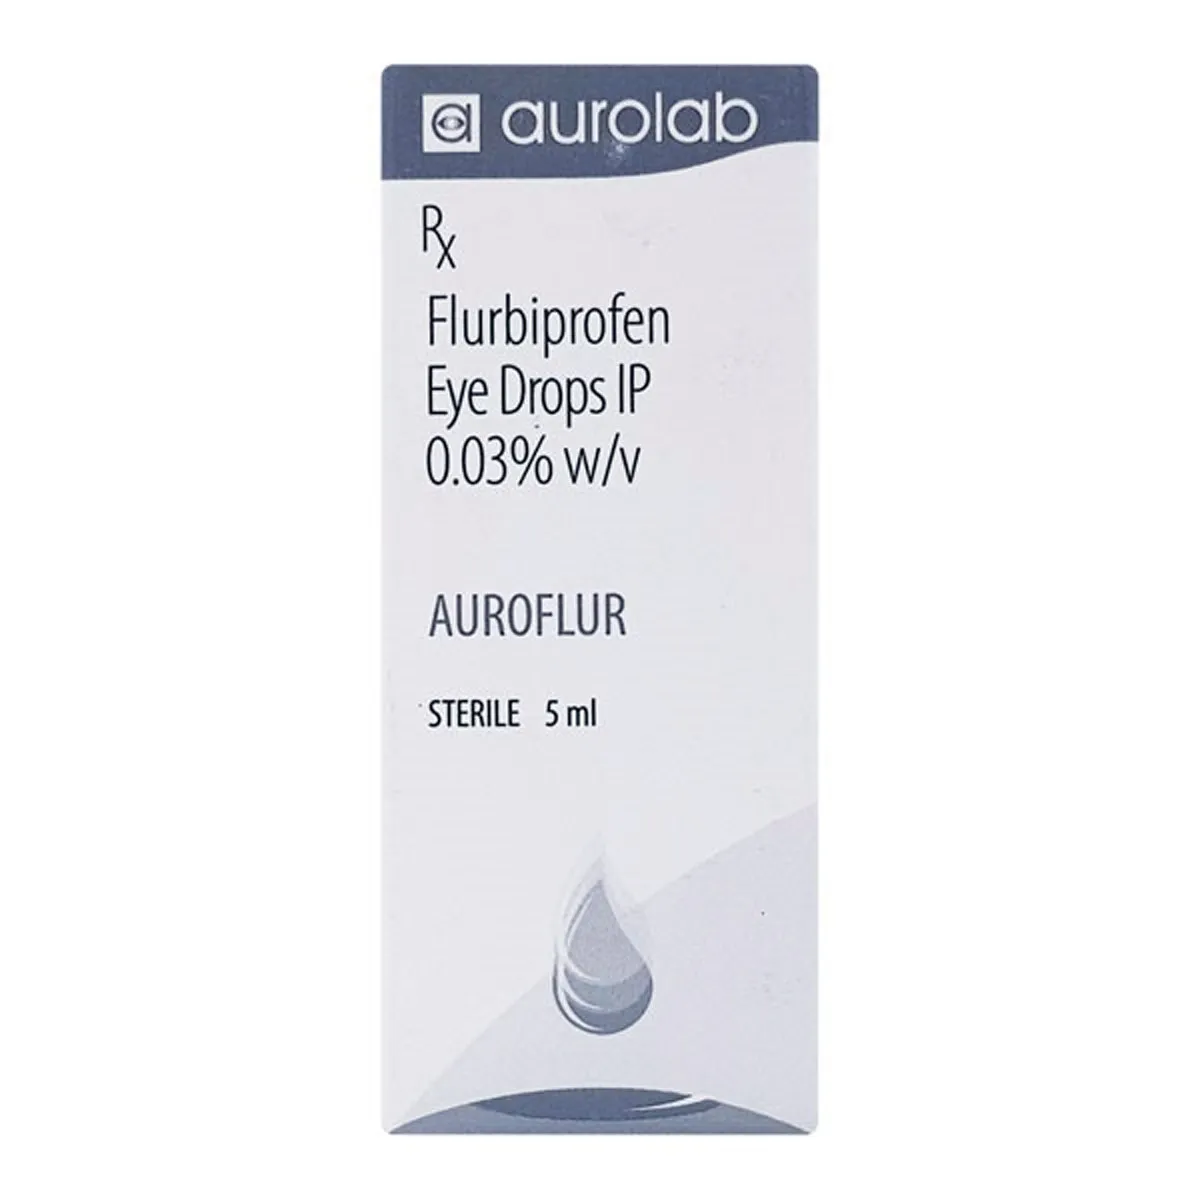 aurolab
Rx
Flurbiprofen
Eye Drops IP
0.03% w/v
AUROFLUR
STERILE 5 ml